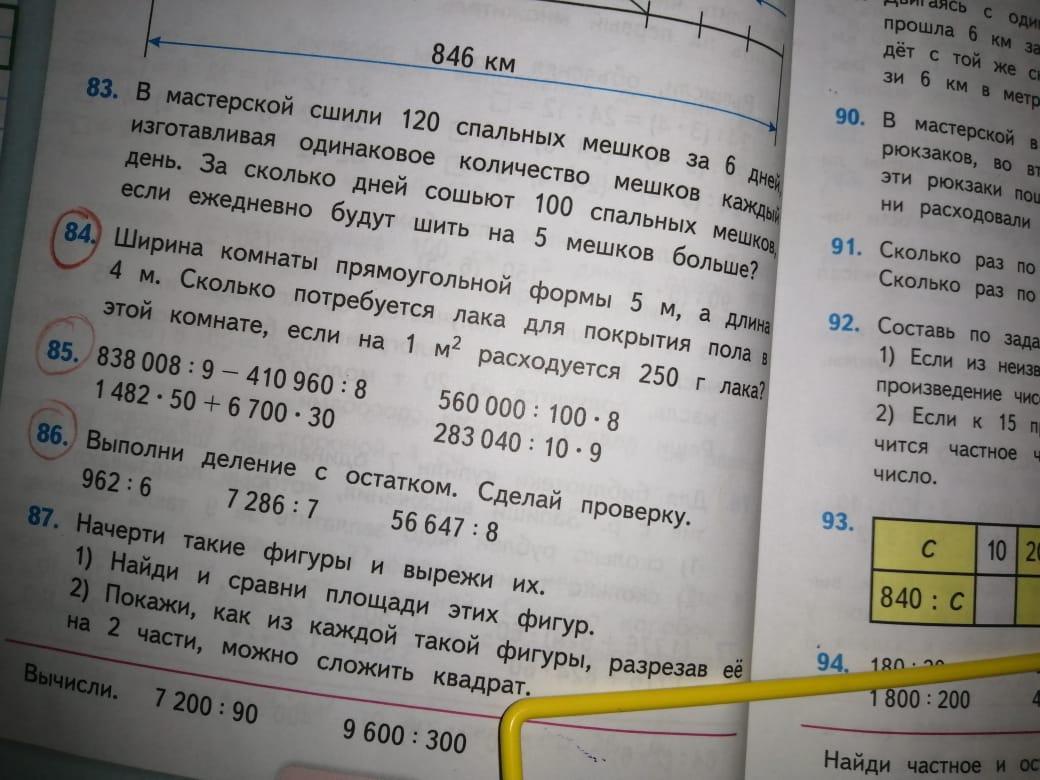 846 км
83. В мастерской сшили 120 спальных мешков за 6 дней,
изготавливая одинаковое количество мешков каждый
день. За сколько дней сошьют 100 спальных мешков,
если ежедневно будут шить на 5 мешков больше?
84. Ширина комнаты прямоугольной формы 5 м, а длина
4 м. Сколько потребуется лака для покрытия пола в
этой комнате, если на 1 м² расходуется 250 г лака?
85. 838 008 : 9 – 410 960 : 8 560 000 : 100 · 8
1 482 · 50 + 6 700 · 30 283 040 : 10 · 9
86. Выполни деление с остатком. Сделай проверку.
962 : 6 7 286 : 7 56 647 : 8
87. Начерти такие фигуры и вырежи их.
1) Найди и сравни площади этих фигур.
2) Покажи, как из каждой такой фигуры, разрезав её
на 2 части, можно сложить квадрат.
Вычисли. 7 200 : 90 9 600 : 300
с
прошла 6 км
с той же
зи 6 км в
90. В мастерской
рюкзаков, во
эти рюкзаки
ни расходовали
91. Сколько раз по
Сколько раз по
92. Составь по
1) Если из
произведение
2) Если к 15
частное
число.
93. c 10
840 : c
94. 180 :
1 800 : 200
Найди частное и